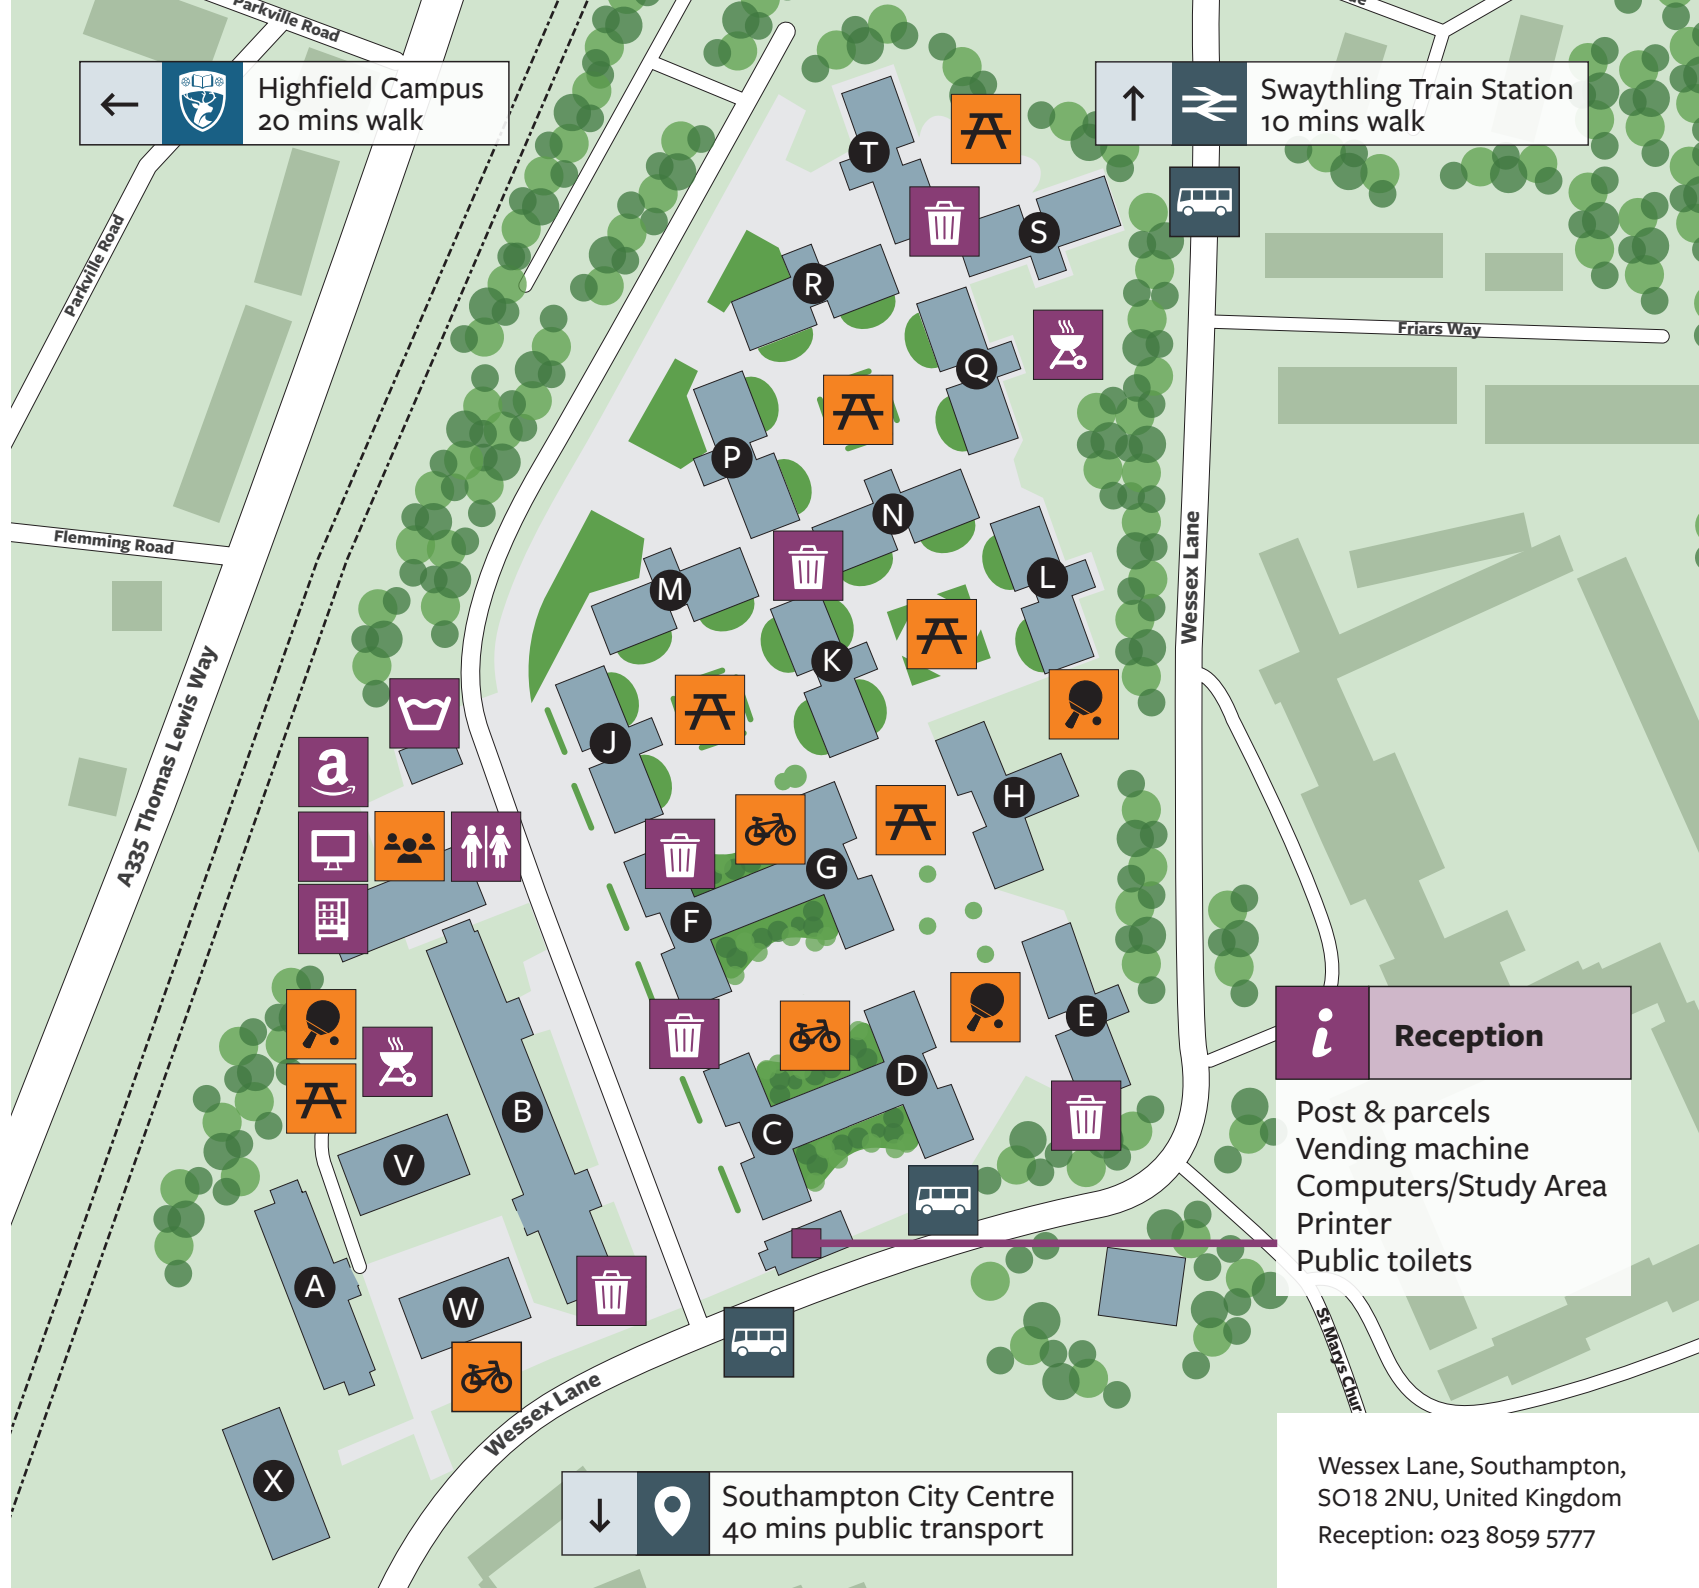 Parkville Road
Highfield Campus
20 mins walk
Swaythling Train Station
10 mins walk
Parkville Road
T
S
R
Friars Way
Q
P
N
Flemming Road
Wessex Lane
M
L
K
A335 Thomas Lewis Way
J
a
H
G
F
E
Reception
D
B
C
Post & parcels
Vending machine
Computers/Study Area
Printer
Public toilets
V
A
W
St Marys Chur
Wessex Lane
X
Wessex Lane, Southampton,
SO18 2NU, United Kingdom
Reception: 023 8059 5777
Southampton City Centre
40 mins public transport